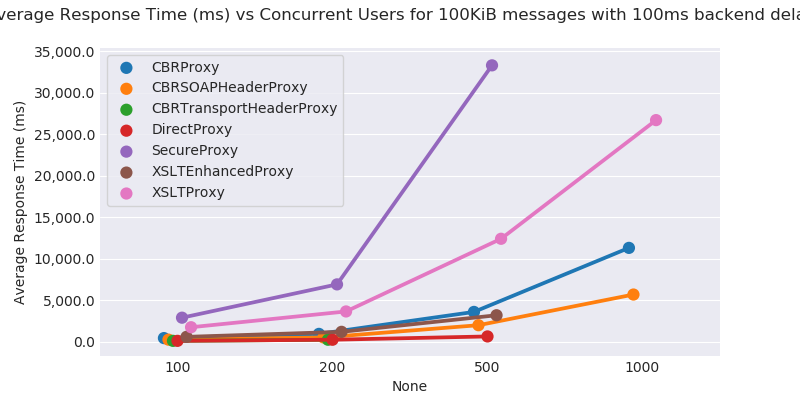 verage Response Time (ms) vs Concurrent Users for 100KiB messages with 100ms backend dela
35,000.0
30,000.0
25,000.0
20,000.0
15,000.0
10,000.0
5,000.0
0.0
Average Response Time (ms)
CBRProxy
CBRSOAPHeaderProxy
CBRTransportHeaderProxy
DirectProxy
SecureProxy
XSLTEnhancedProxy
XSLTProxy
100 200 500 1000
None